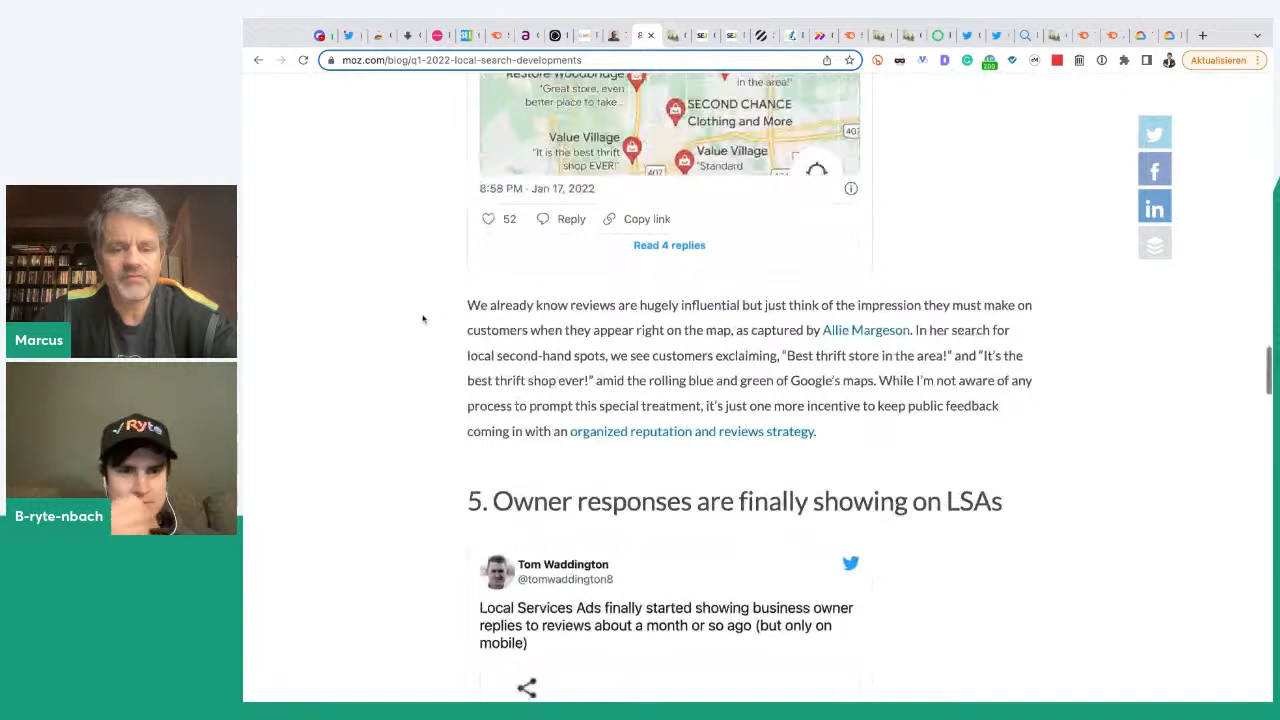 moz.com/blog/q1-2022-local-search-developments
Aktualisieren
200
Restore Woodbridge
"Great store, even
better place to take...
in the area!"
SECOND CHANCE
Clothing and More
407
Value Village
"It is the best thrift
shop EVER!"
Value Village
"Standard
407
8:58 PM · Jan 17, 2022
52 Reply Copy link
Read 4 replies
We already know reviews are hugely influential but just think of the impression they must make on
customers when they appear right on the map, as captured by Allie Margeson. In her search for
local second-hand spots, we see customers exclaiming, “Best thrift store in the area!” and “It’s the
best thrift shop ever!” amid the rolling blue and green of Google’s maps. While I’m not aware of any
process to prompt this special treatment, it’s just one more incentive to keep public feedback
coming in with an organized reputation and reviews strategy.
5. Owner responses are finally showing on LSAs
Tom Waddington
@tomwaddington8
Local Services Ads finally started showing business owner
replies to reviews about a month or so ago (but only on
mobile)
Marcus
Ryte
B-ryte-nbach